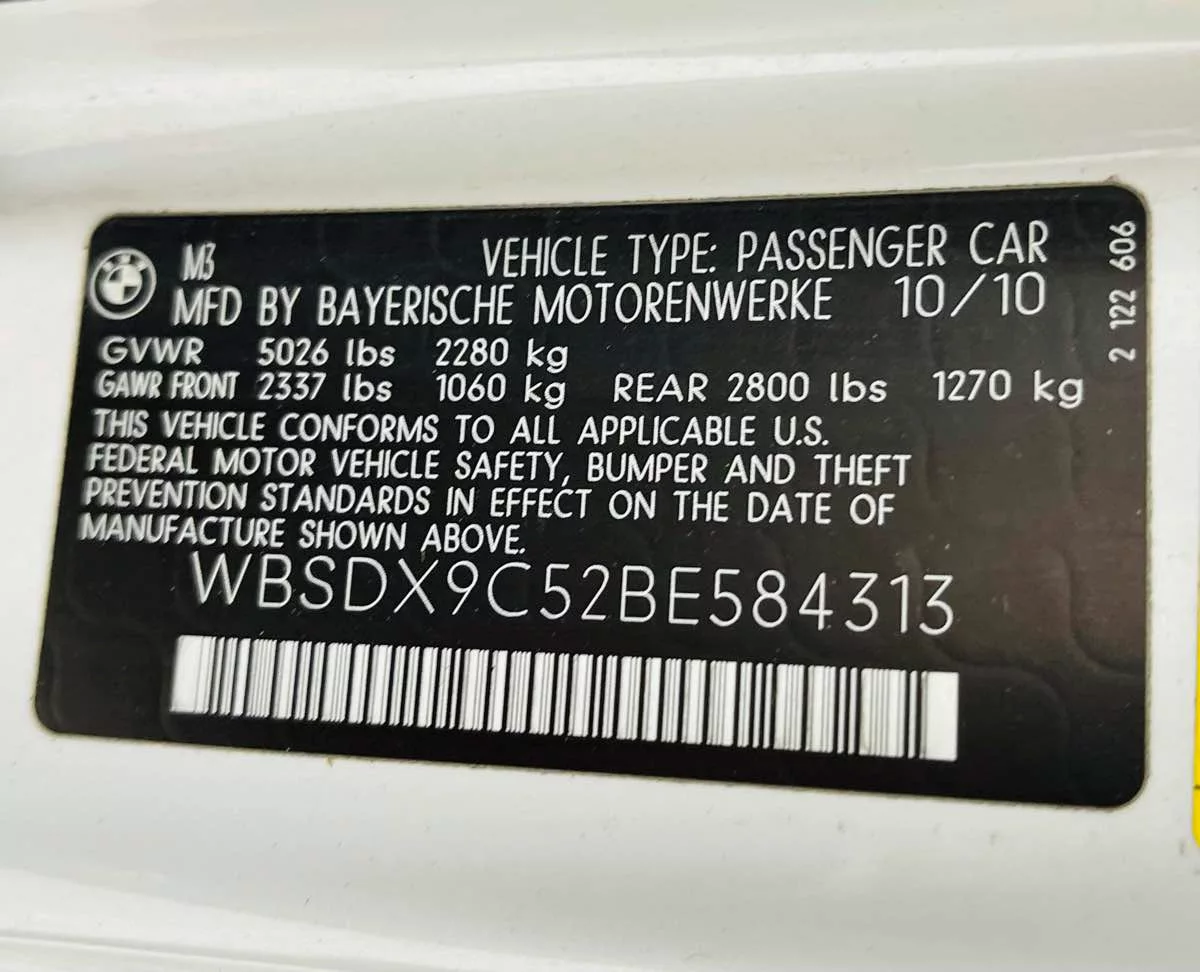 M3 VEHICLE TYPE: PASSENGER CAR
MFD BY BAYERISCHE MOTORENWERKE 10/10
GVWR 5026 lbs 2280 kg
GAWR FRONT 2337 lbs 1060 kg REAR 2800 lbs 1270 kg
THIS VEHICLE CONFORMS TO ALL APPLICABLE U.S.
FEDERAL MOTOR VEHICLE SAFETY, BUMPER AND THEFT
PREVENTION STANDARDS IN EFFECT ON THE DATE OF
MANUFACTURE SHOWN ABOVE.
WBSDX9C52BE584313
2 122 606